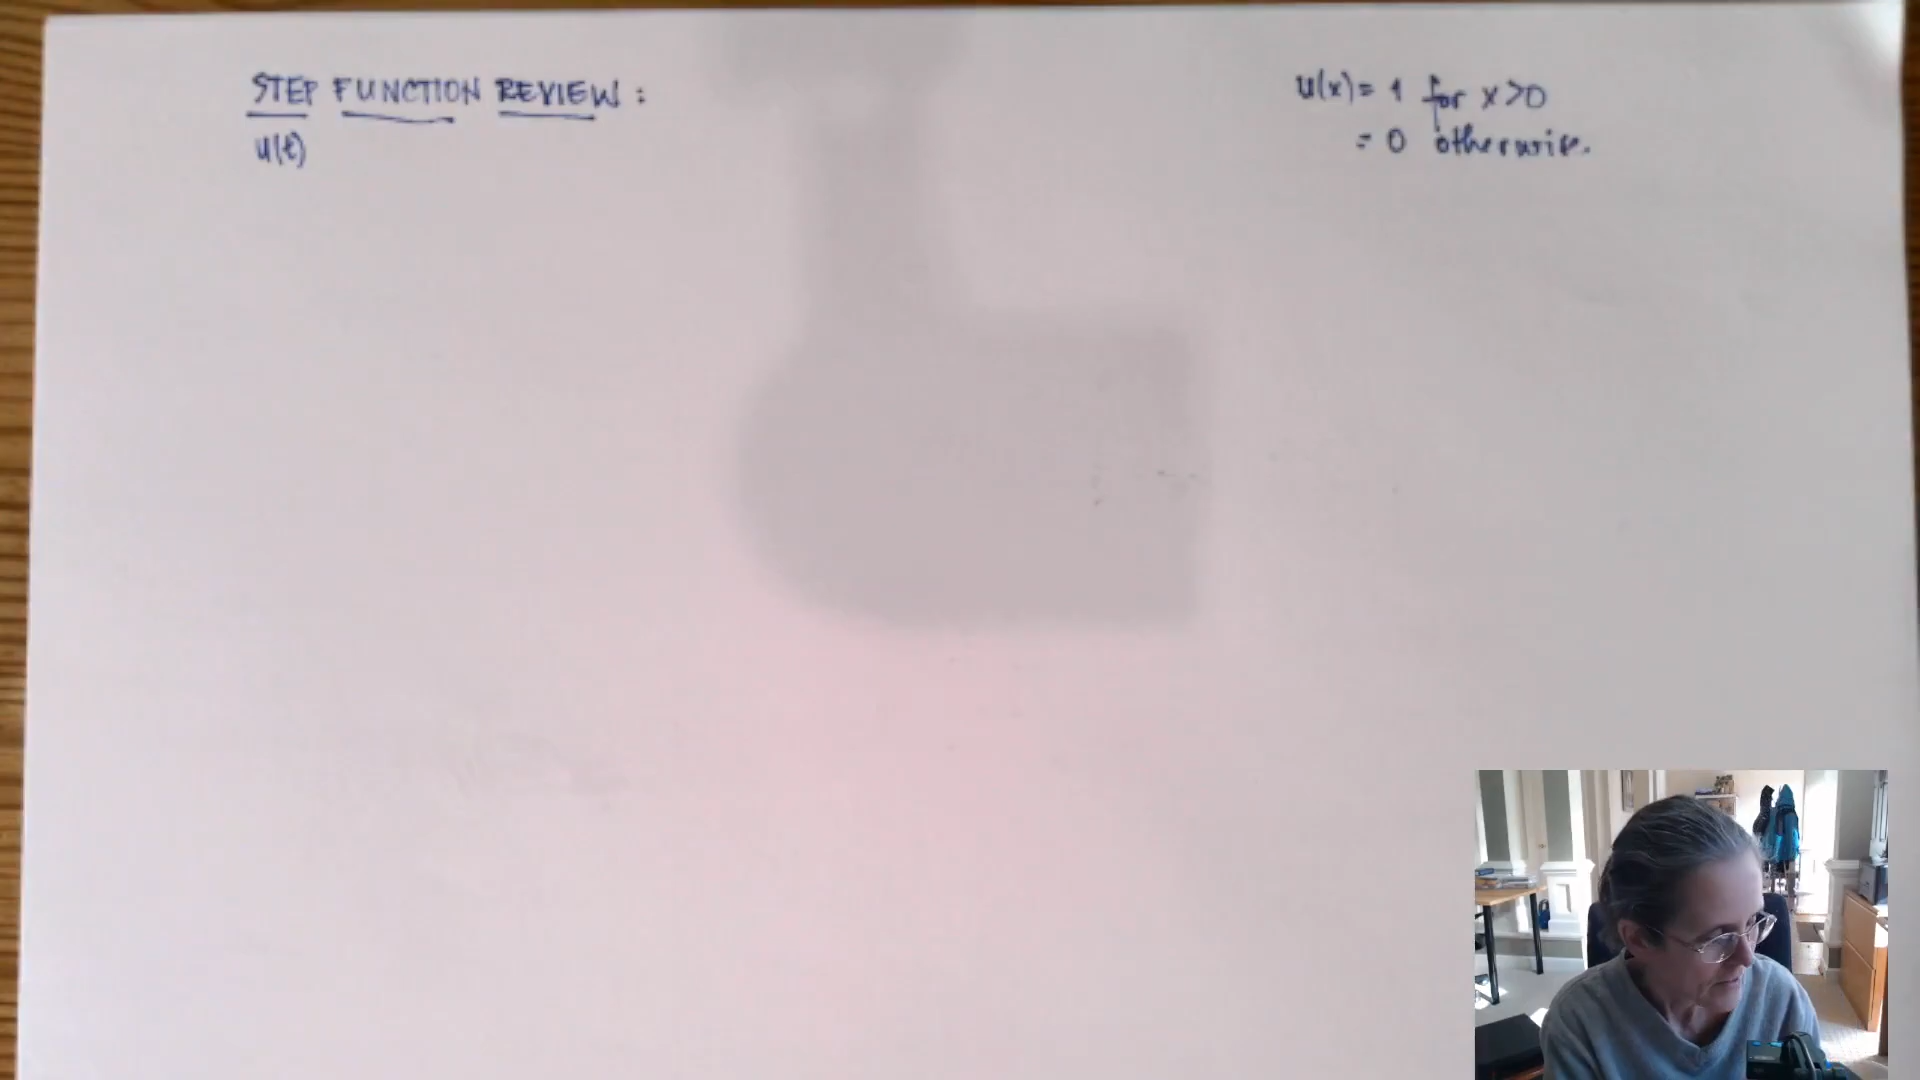 STEP FUNCTION REVIEW :
u(t)
u(x) = 1 for x>0
= 0 otherwise.